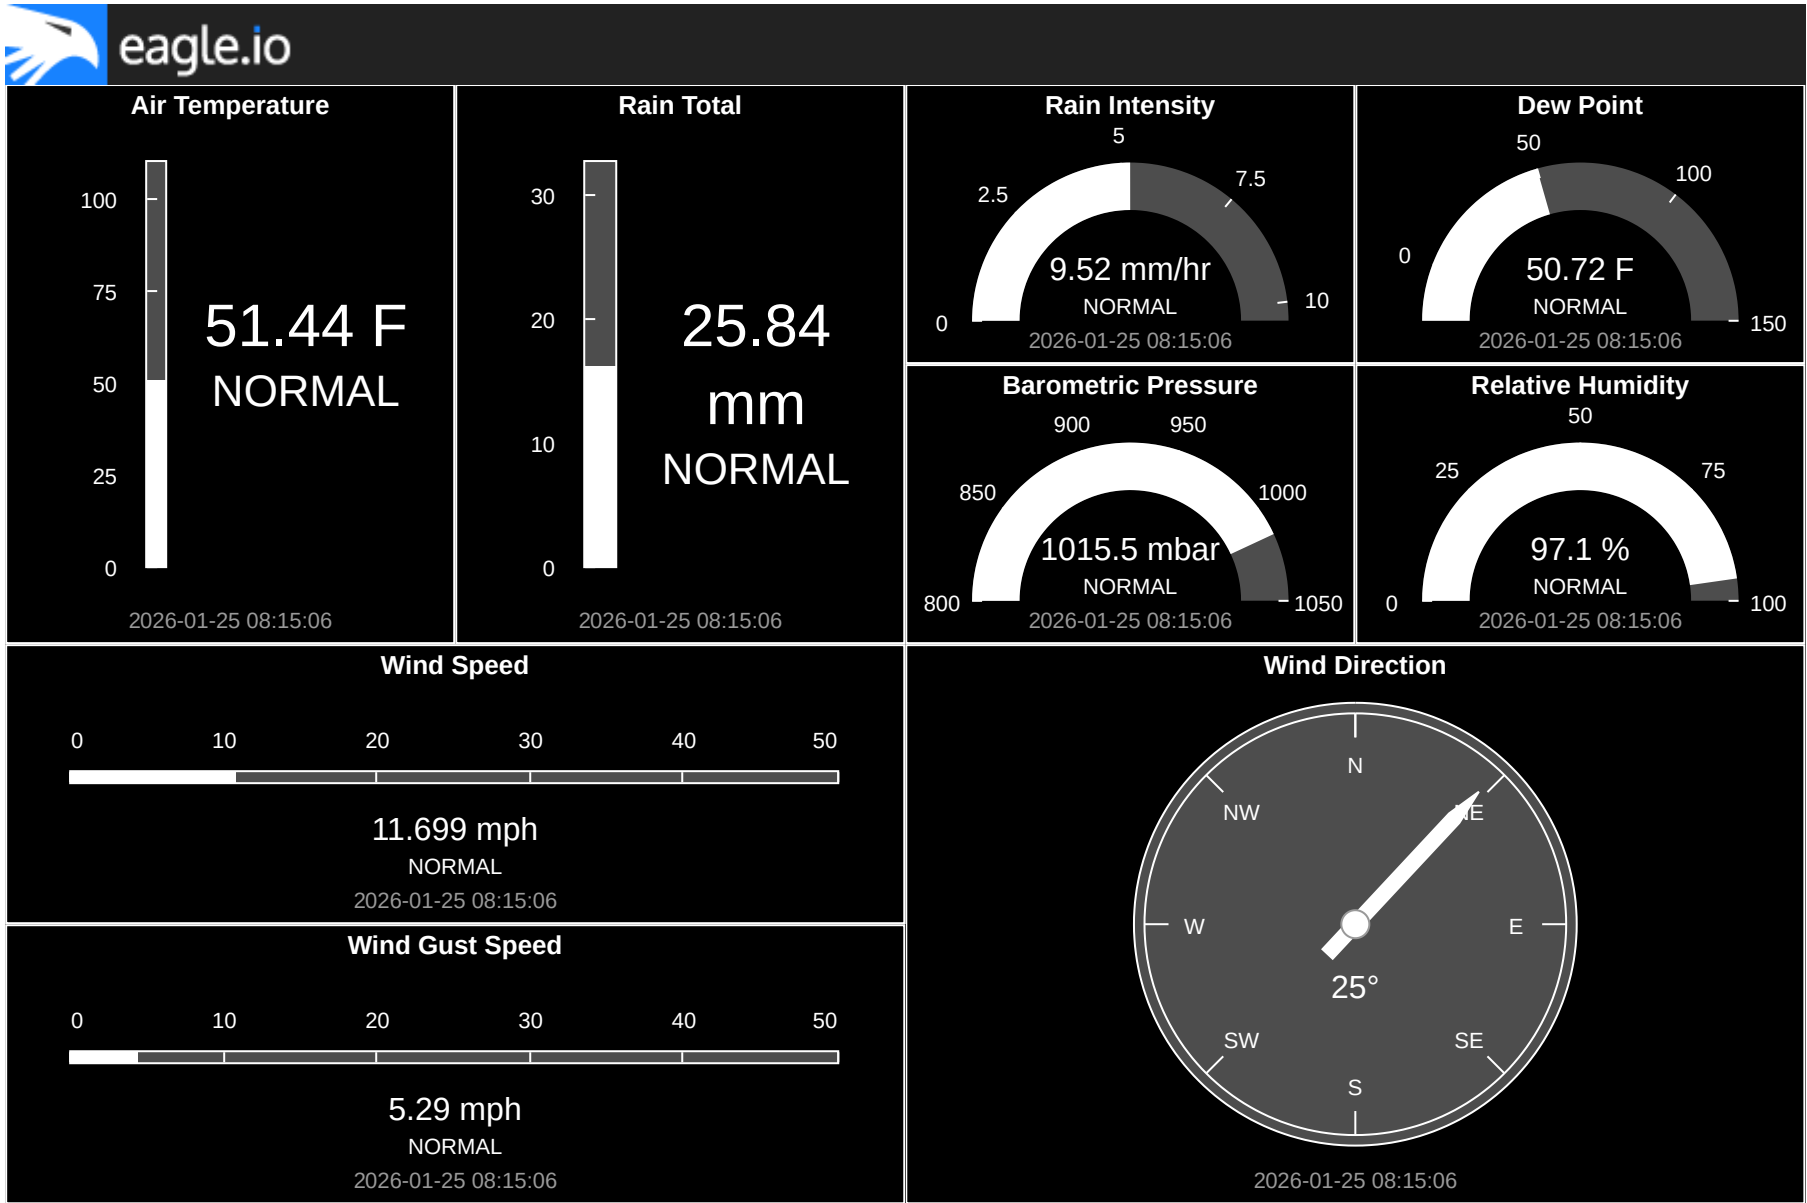 eagle.io
Air Temperature
100
75
50
25
0
51.44 F
NORMAL
2026-01-25 08:15:06
Rain Total
30
20
10
0
25.84
mm
NORMAL
2026-01-25 08:15:06
Rain Intensity
0
2.5
5
7.5
10
9.52 mm/hr
NORMAL
2026-01-25 08:15:06
Dew Point
0
50
100
150
50.72 F
NORMAL
2026-01-25 08:15:06
Barometric Pressure
800
850
900
950
1000
1050
1015.5 mbar
NORMAL
2026-01-25 08:15:06
Relative Humidity
0
25
50
75
100
97.1 %
NORMAL
2026-01-25 08:15:06
Wind Speed
0 10 20 30 40 50
11.699 mph
NORMAL
2026-01-25 08:15:06
Wind Gust Speed
0 10 20 30 40 50
5.29 mph
NORMAL
2026-01-25 08:15:06
Wind Direction
N
NW NE
W E
25°
SW SE
S
2026-01-25 08:15:06